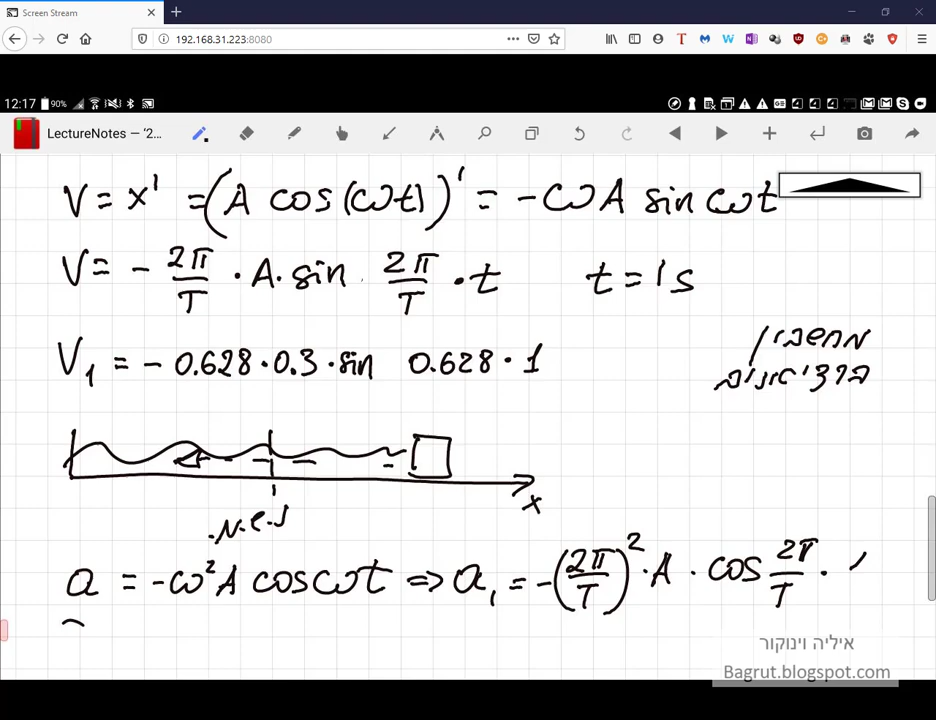 Screen Stream
192.168.31.223:8080
12:17 90%
LectureNotes — '2...
V = x' = (A cos(ωt))' = -ωA sin ωt
V = - 2π/T · A · sin 2π/T · t t = 1s
V₁ = - 0.628 · 0.3 · sin 0.628 · 1
מחשבון
ברדיאנים
x
a = -ω²A cos ωt ⇒ a₁ = -(2π/T)² · A · cos 2π/T ·
איליה וינוקור
Bagrut.blogspot.com